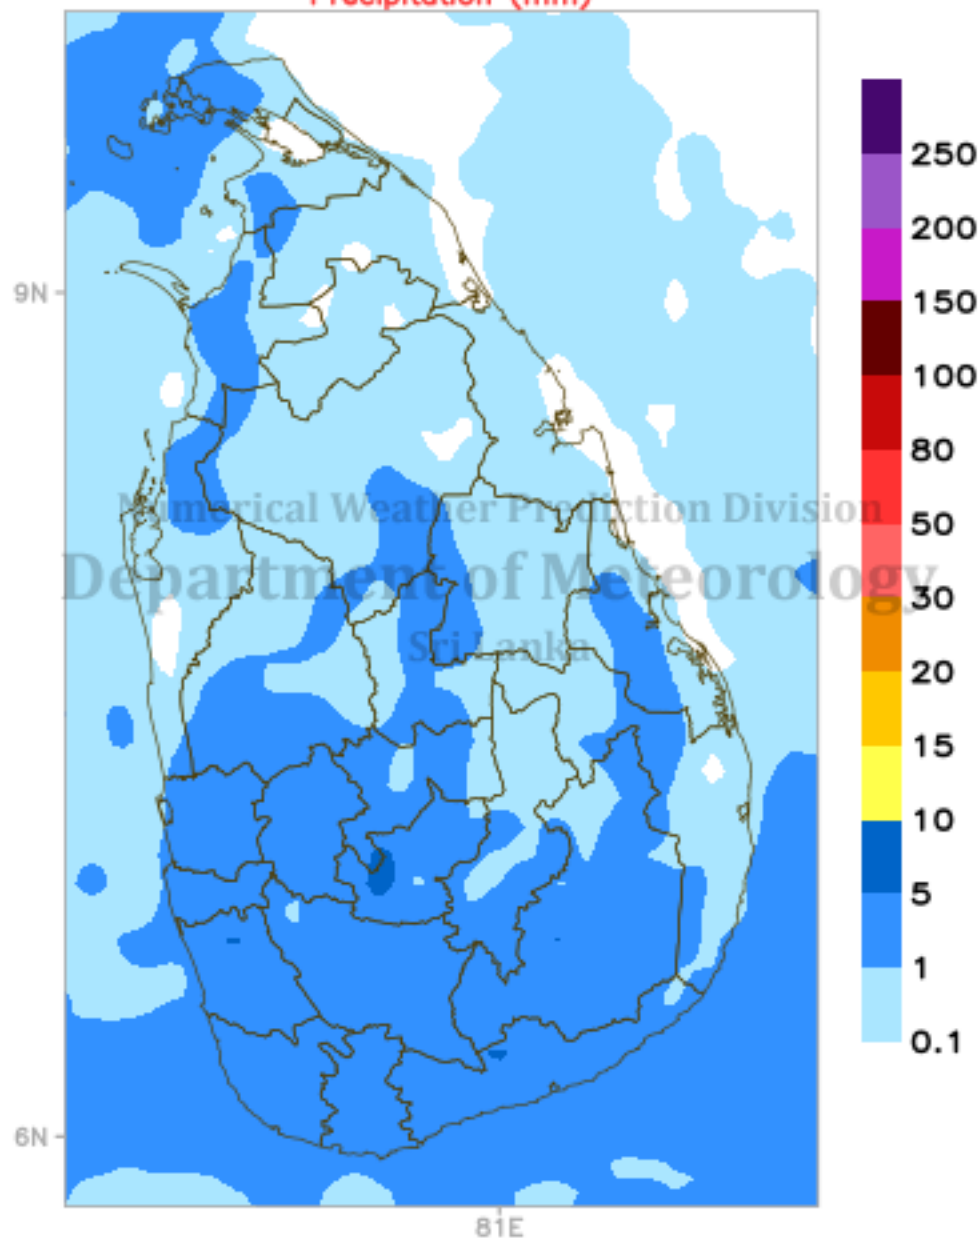 Precipitation (mm)
250
200
150
100
80
50
30
20
15
10
5
1
0.1
9N
6N
81E
Numerical Weather Prediction Division
Department of Meteorology
Sri Lanka